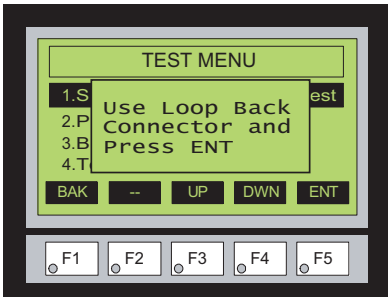 TEST MENU
1.S est
2.P
3.B
4.T
Use Loop Back
Connector and
Press ENT
BAK -- UP DWN ENT
F1 F2 F3 F4 F5